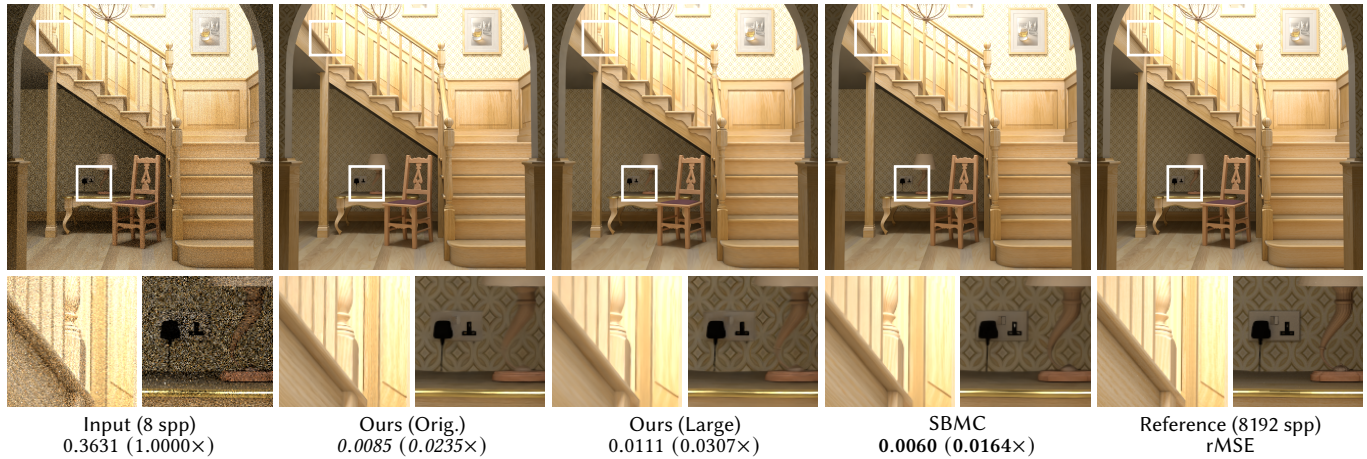 Input (8 spp)
0.3631 (1.0000×)
Ours (Orig.)
0.0085 (0.0235×)
Ours (Large)
0.0111 (0.0307×)
SBMC
0.0060 (0.0164×)
Reference (8192 spp)
rMSE